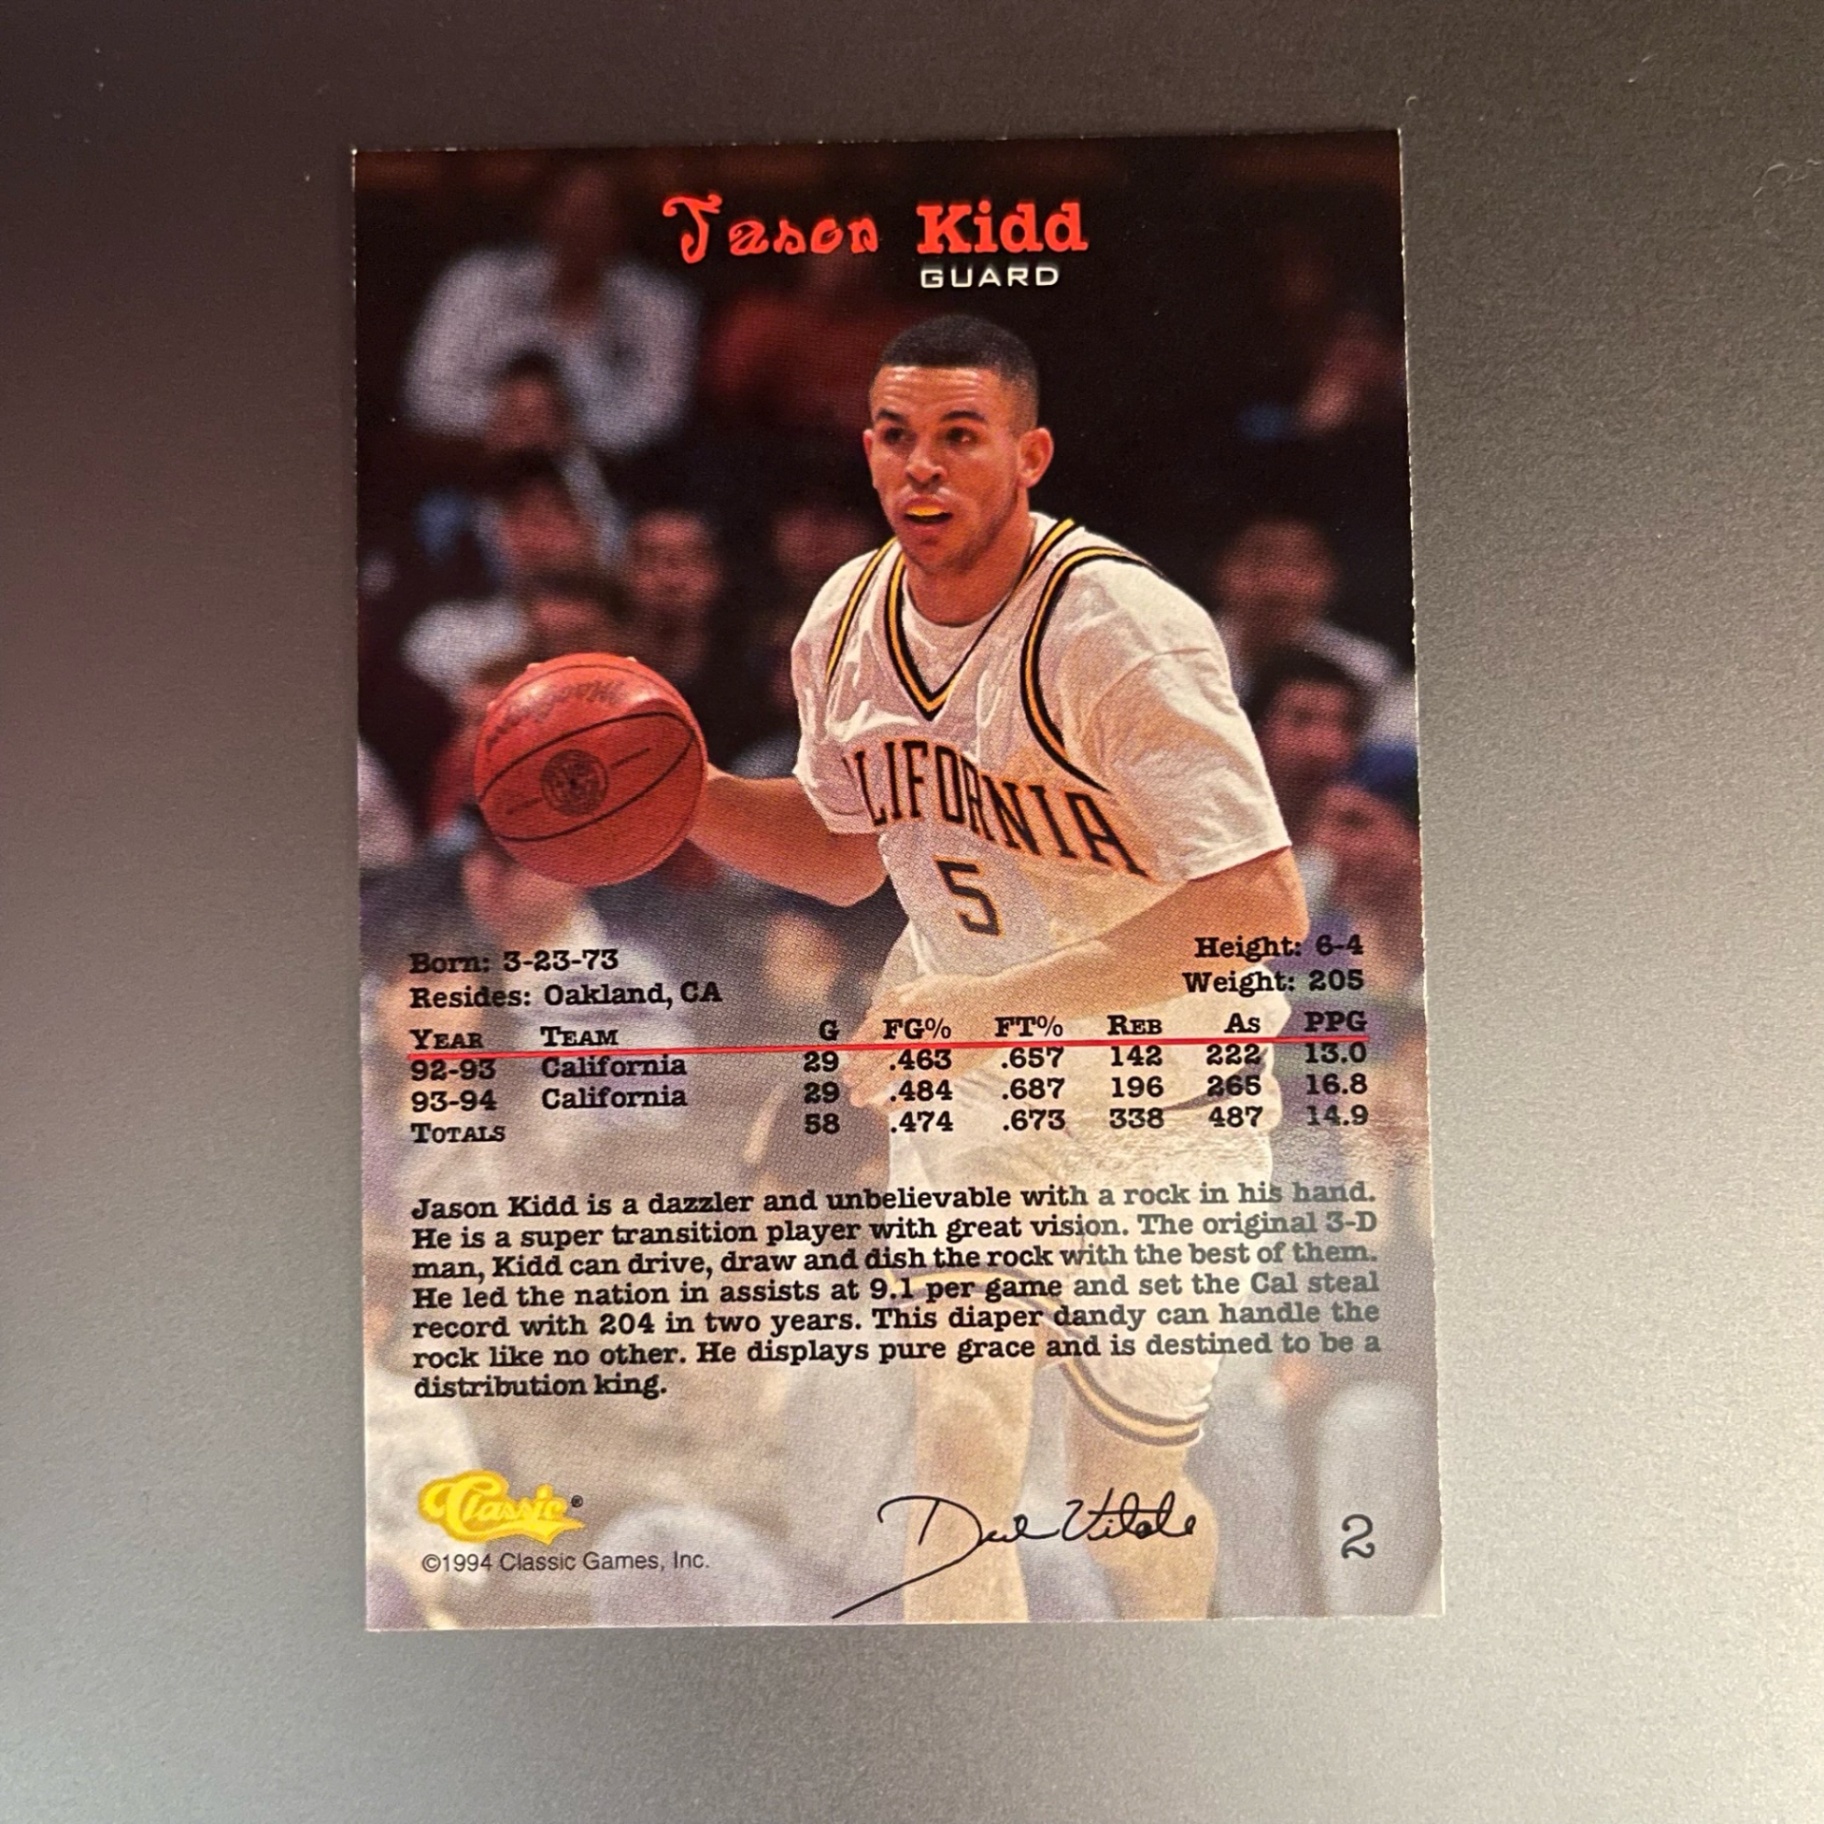 Jason Kidd
GUARD
CALIFORNIA
5
Born: 3-23-73 Height: 6-4
Resides: Oakland, CA Weight: 205
YEAR TEAM G FG% FT% REB AS PPG
92-93 California 29 .463 .657 142 222 13.0
93-94 California 29 .484 .687 196 265 16.8
TOTALS 58 .474 .673 338 487 14.9
Jason Kidd is a dazzler and unbelievable with a rock in his hand.
He is a super transition player with great vision. The original 3-D
man, Kidd can drive, draw and dish the rock with the best of them.
He led the nation in assists at 9.1 per game and set the Cal steal
record with 204 in two years. This diaper dandy can handle the
rock like no other. He displays pure grace and is destined to be a
distribution king.
Classic®
©1994 Classic Games, Inc.
Dick Vitale
2